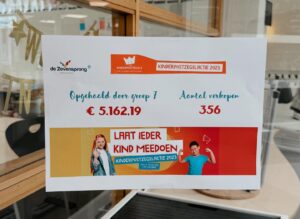 de Zevensprong
KINDERPOSTZEGELACTIE 2023
Opgehaald door groep 7
Aantal verkopen
€ 5.162,19
356
LAAT IEDER
KIND MEEDOEN
KINDERPOSTZEGELACTIE 2023